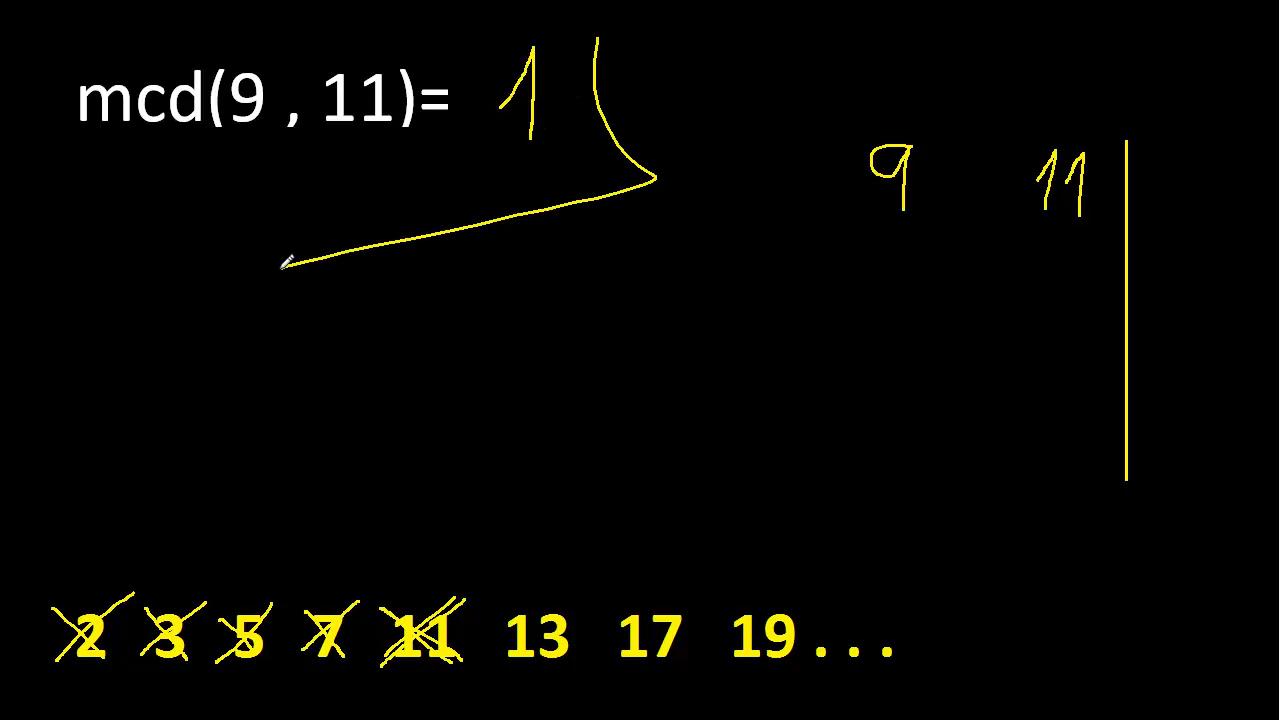 mcd(9 , 11)= 1
9 11
2 3 5 7 11 13 17 19 . . .